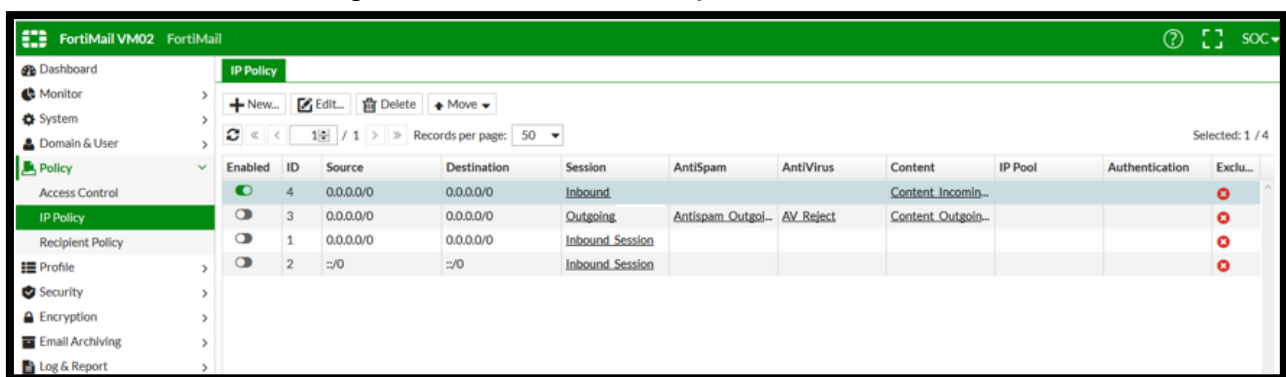 FortiMail VM02 FortiMail SOC
Dashboard
Monitor
System
Domain & User
Policy
Access Control
IP Policy
Recipient Policy
Profile
Security
Encryption
Email Archiving
Log & Report
IP Policy
New... Edit... Delete Move
1 / 1 Records per page: 50 Selected: 1 / 4
Enabled ID Source Destination Session AntiSpam AntiVirus Content IP Pool Authentication Exclu...
4 0.0.0.0/0 0.0.0.0/0 Inbound Content_Incomin...
3 0.0.0.0/0 0.0.0.0/0 Outgoing Antispam_Outgoi... AV_Reject Content_Outgoin...
1 0.0.0.0/0 0.0.0.0/0 Inbound_Session
2 ::/0 ::/0 Inbound_Session